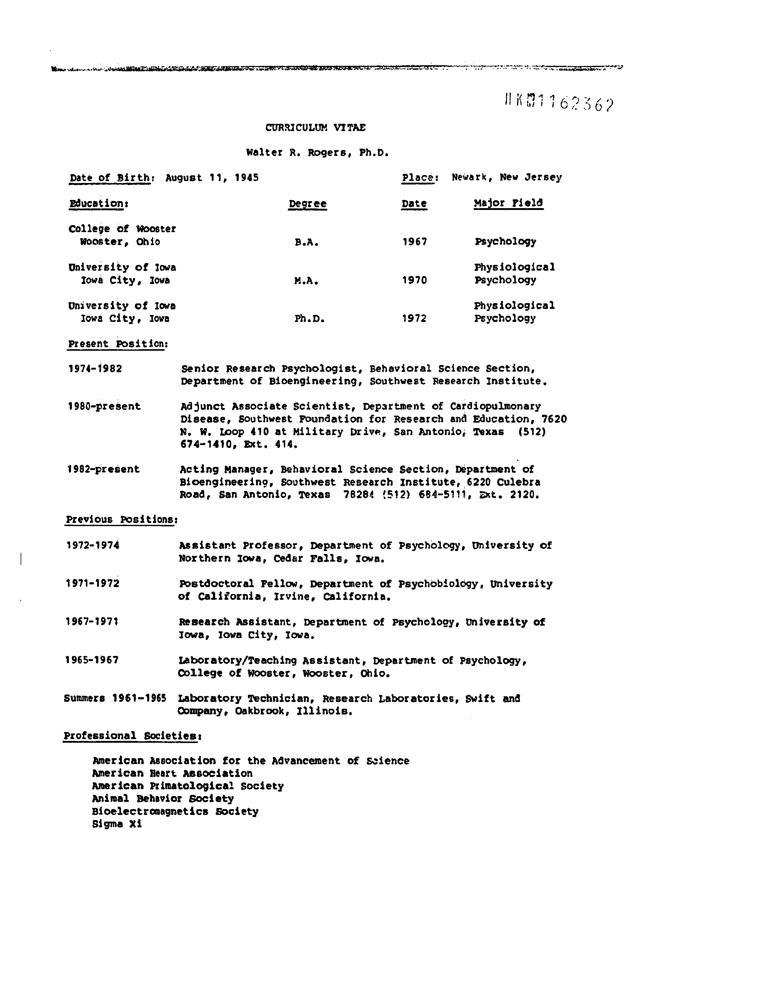 CURRICULUM VITAE
Walter R. Rogers, Ph.D.
Date of Birth: August 11, 1945 Place: Newark, New Jersey
Education: Degree Date Major Field
College of Wooster
Wooster, Ohio B.A. 1967 Psychology
University of Iowa Physiological
Iowa City, Iowa M.A. 1970 Psychology
University of Iowa Physiological
Iowa City, Iowa Ph.D. 1972 Psychology
Present Position:
1974-1982 Senior Research Psychologist, Behavioral Science Section,
Department of Bioengineering, Southwest Research Institute.
1980-present Adjunct Associate Scientist, Department of Cardiopulmonary
Disease, Southwest Foundation for Research and Education, 7620
N. W. Loop 410 at Military Drive, San Antonio, Texas (512)
674-1410, Ext. 414.
1982-present Acting Manager, Behavioral Science Section, Department of
Bioengineering, Southwest Research Institute, 6220 Culebra
Road, San Antonio, Texas 78284 (512) 684-5111, Ext. 2120.
Previous Positions:
1972-1974 Assistant Professor, Department of Psychology, University of
Northern Iowa, Cedar Falls, Iowa.
1971-1972 Postdoctoral Fellow, Department of Psychobiology, University
of California, Irvine, California.
1967-1971 Research Assistant, Department of Psychology, University of
Iowa, Iowa City, Iowa.
1965-1967 Laboratory/Teaching Assistant, Department of Psychology,
College of Wooster, Wooster, Ohio.
Summers 1961-1965 Laboratory Technician, Research Laboratories, Swift and
Company, Oakbrook, Illinois.
Professional Societies:
American Association for the Advancement of Science
American Heart Association
American Primatological Society
Animal Behavior Society
Bioelectromagnetics Society
Sigma Xi